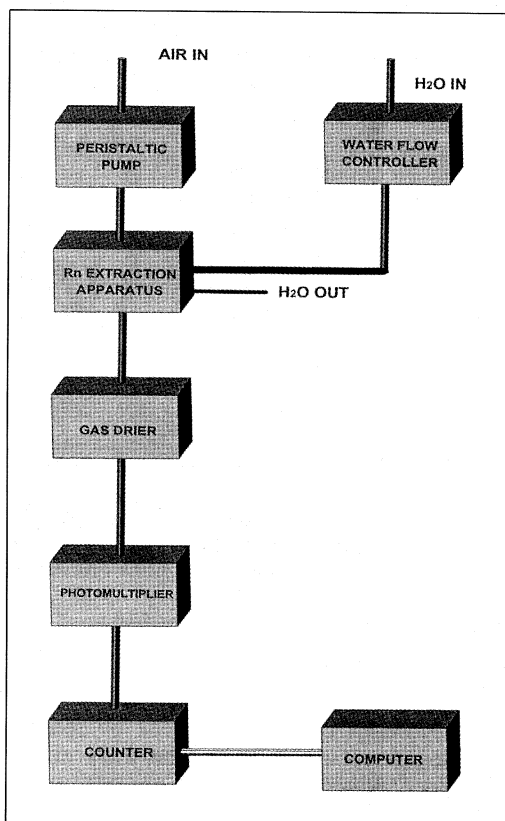 AIR IN
H2O IN
PERISTALTIC
PUMP
WATER FLOW
CONTROLLER
Rn EXTRACTION
APPARATUS
H2O OUT
GAS DRIER
PHOTOMULTIPLIER
COUNTER
COMPUTER